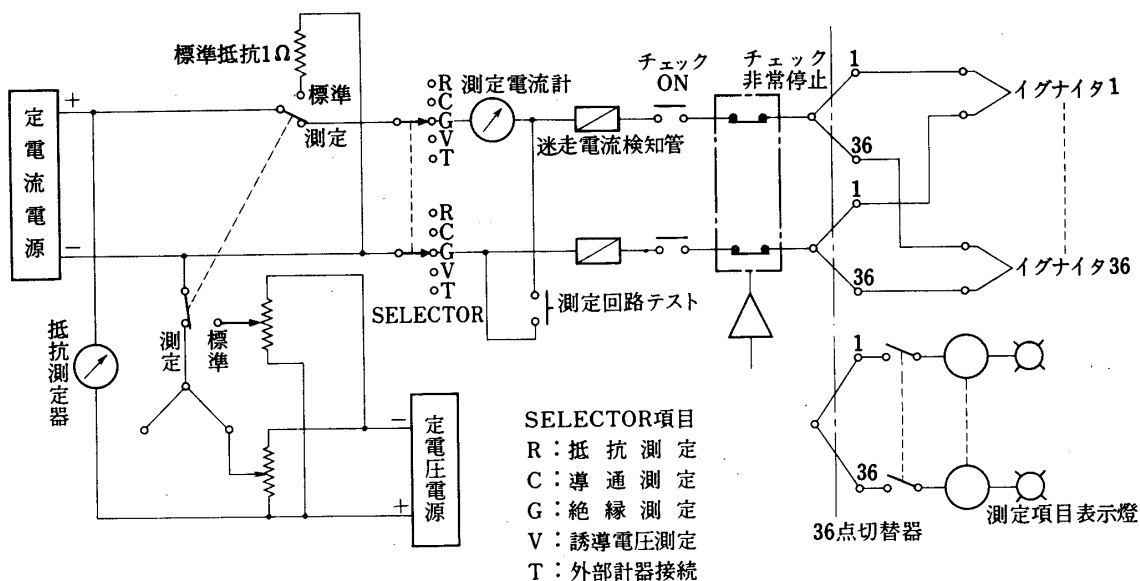 標準抵抗1Ω
標準
測定
定電流電源
+
−
R
C
G
V
T
測定電流計
チェック
ON
チェック
非常停止
迷走電流検知管
1
36
イグナイタ1
R
C
G
V
T
SELECTOR
測定回路テスト
1
36
イグナイタ36
抵抗測定器
測定
標準
定電圧電源
−
+
SELECTOR項目
R:抵抗測定
C:導通測定
G:絶縁測定
V:誘導電圧測定
T:外部計器接続
1
36
36点切替器
測定項目表示燈